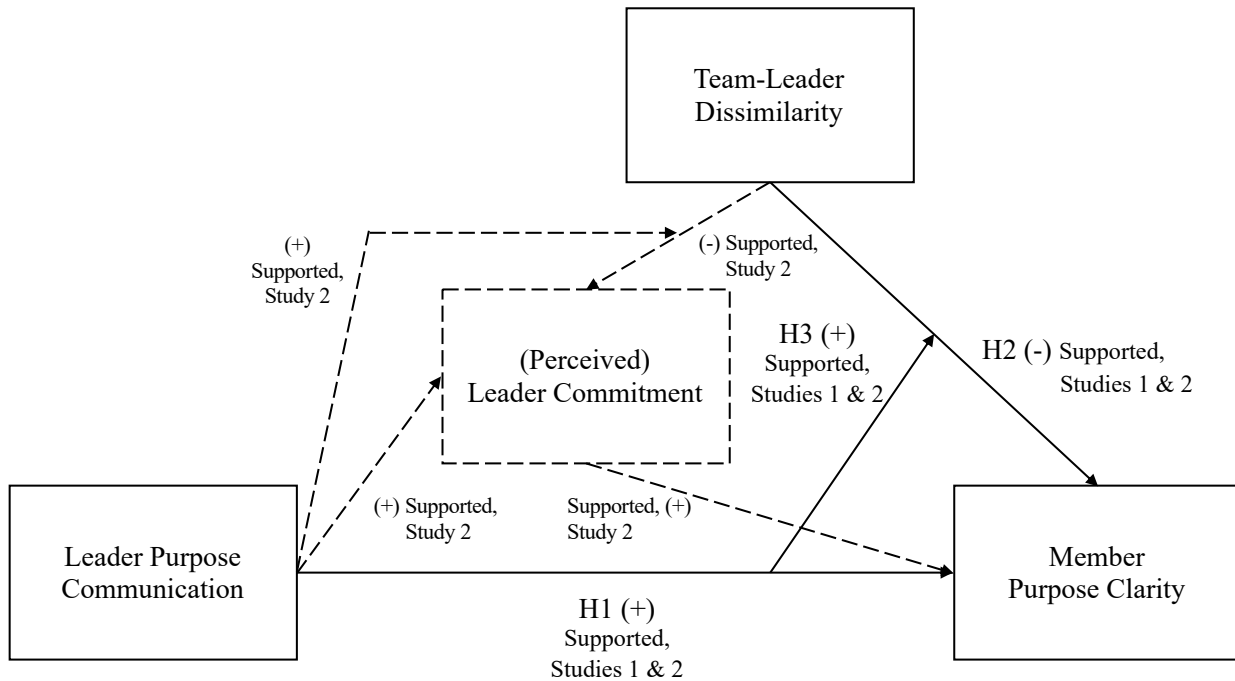 Team-Leader
Dissimilarity
(+)
Supported,
Study 2
(-) Supported,
Study 2
(Perceived)
Leader Commitment
H3 (+)
Supported,
Studies 1 & 2
H2 (-) Supported,
Studies 1 & 2
Leader Purpose
Communication
(+) Supported,
Study 2
Supported, (+)
Study 2
Member
Purpose Clarity
H1 (+)
Supported,
Studies 1 & 2